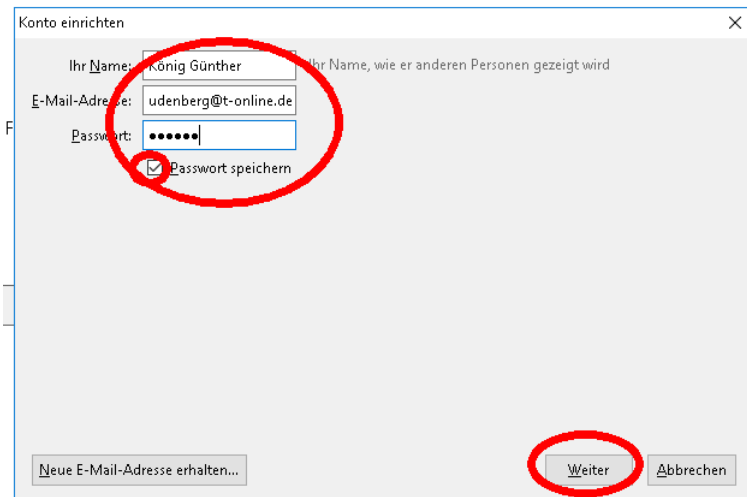 Konto einrichten
Ihr Name: König Günther Ihr Name, wie er anderen Personen gezeigt wird
E-Mail-Adresse: udenberg@t-online.de
F
Passwort: ••••••
Passwort speichern
Neue E-Mail-Adresse erhalten... Weiter Abbrechen